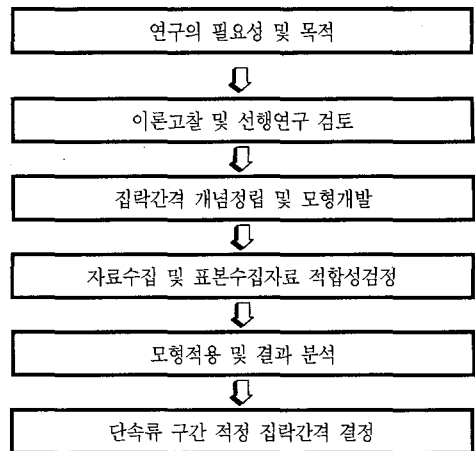 연구의 필요성 및 목적
이론고찰 및 선행연구 검토
집락간격 개념정립 및 모형개발
자료수집 및 표본수집자료 적합성검정
모형적용 및 결과 분석
단속류 구간 적정 집락간격 결정